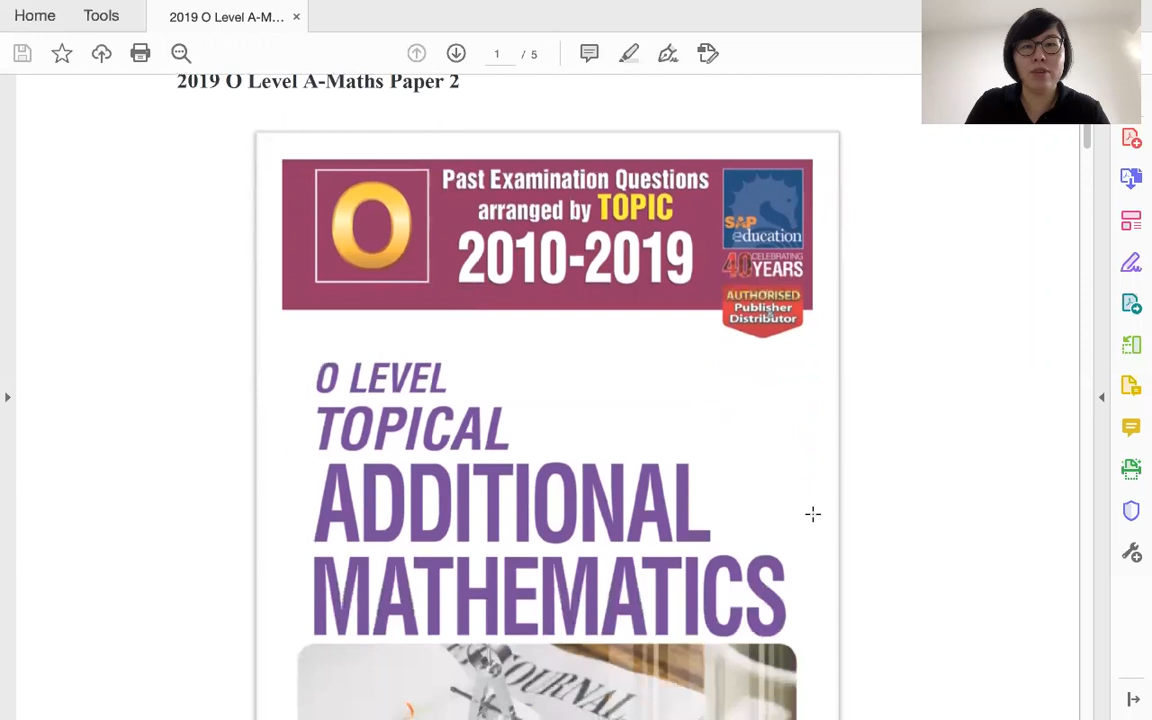 Home
Tools
2019 O Level A-M... ×
1 / 5
2019 O Level A-Maths Paper 2
O
Past Examination Questions
arranged by TOPIC
2010-2019
SAP
education
40 CELEBRATING
YEARS
AUTHORISED
Publisher
&
Distributor
O LEVEL
TOPICAL
ADDITIONAL
MATHEMATICS
JOURNAL